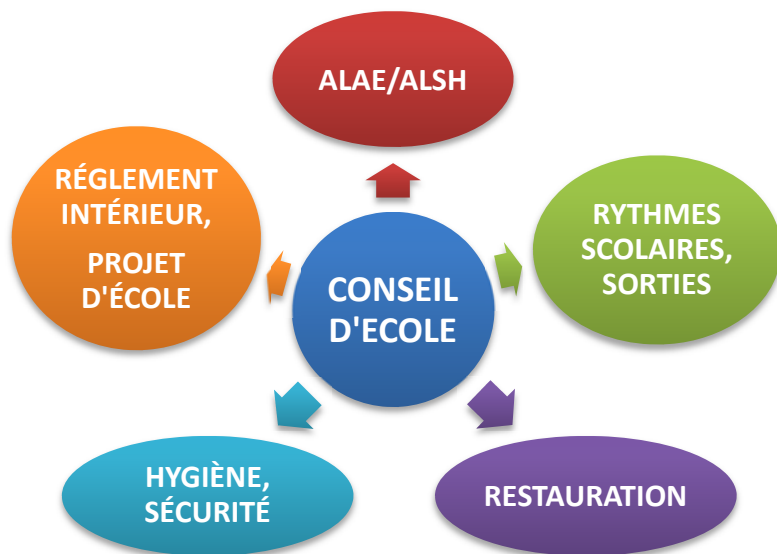 ALAE/ALSH
RÉGLEMENT
INTÉRIEUR,
PROJET
D'ÉCOLE
RYTHMES
SCOLAIRES,
SORTIES
CONSEIL
D'ECOLE
HYGIÈNE,
SÉCURITÉ
RESTAURATION